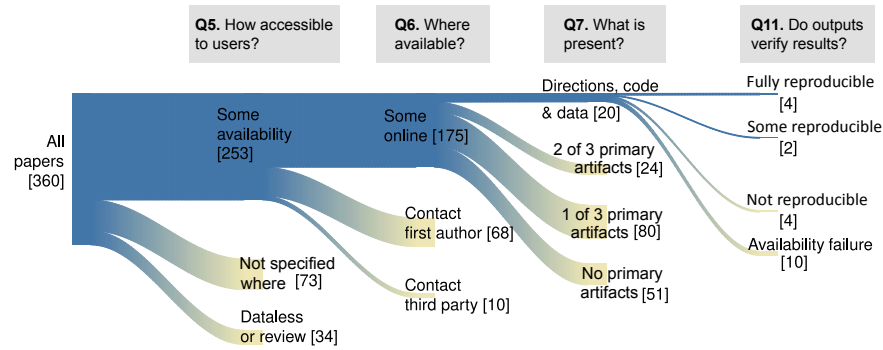 Q5. How accessible
to users?
Q6. Where
available?
Q7. What is
present?
Q11. Do outputs
verify results?
All
papers
[360]
Some
availability
[253]
Not specified
where [73]
Dataless
or review [34]
Some
online [175]
Contact
first author [68]
Contact
third party [10]
Directions, code
& data [20]
2 of 3 primary
artifacts [24]
1 of 3 primary
artifacts [80]
No primary
artifacts [51]
Fully reproducible
[4]
Some reproducible
[2]
Not reproducible
[4]
Availability failure
[10]